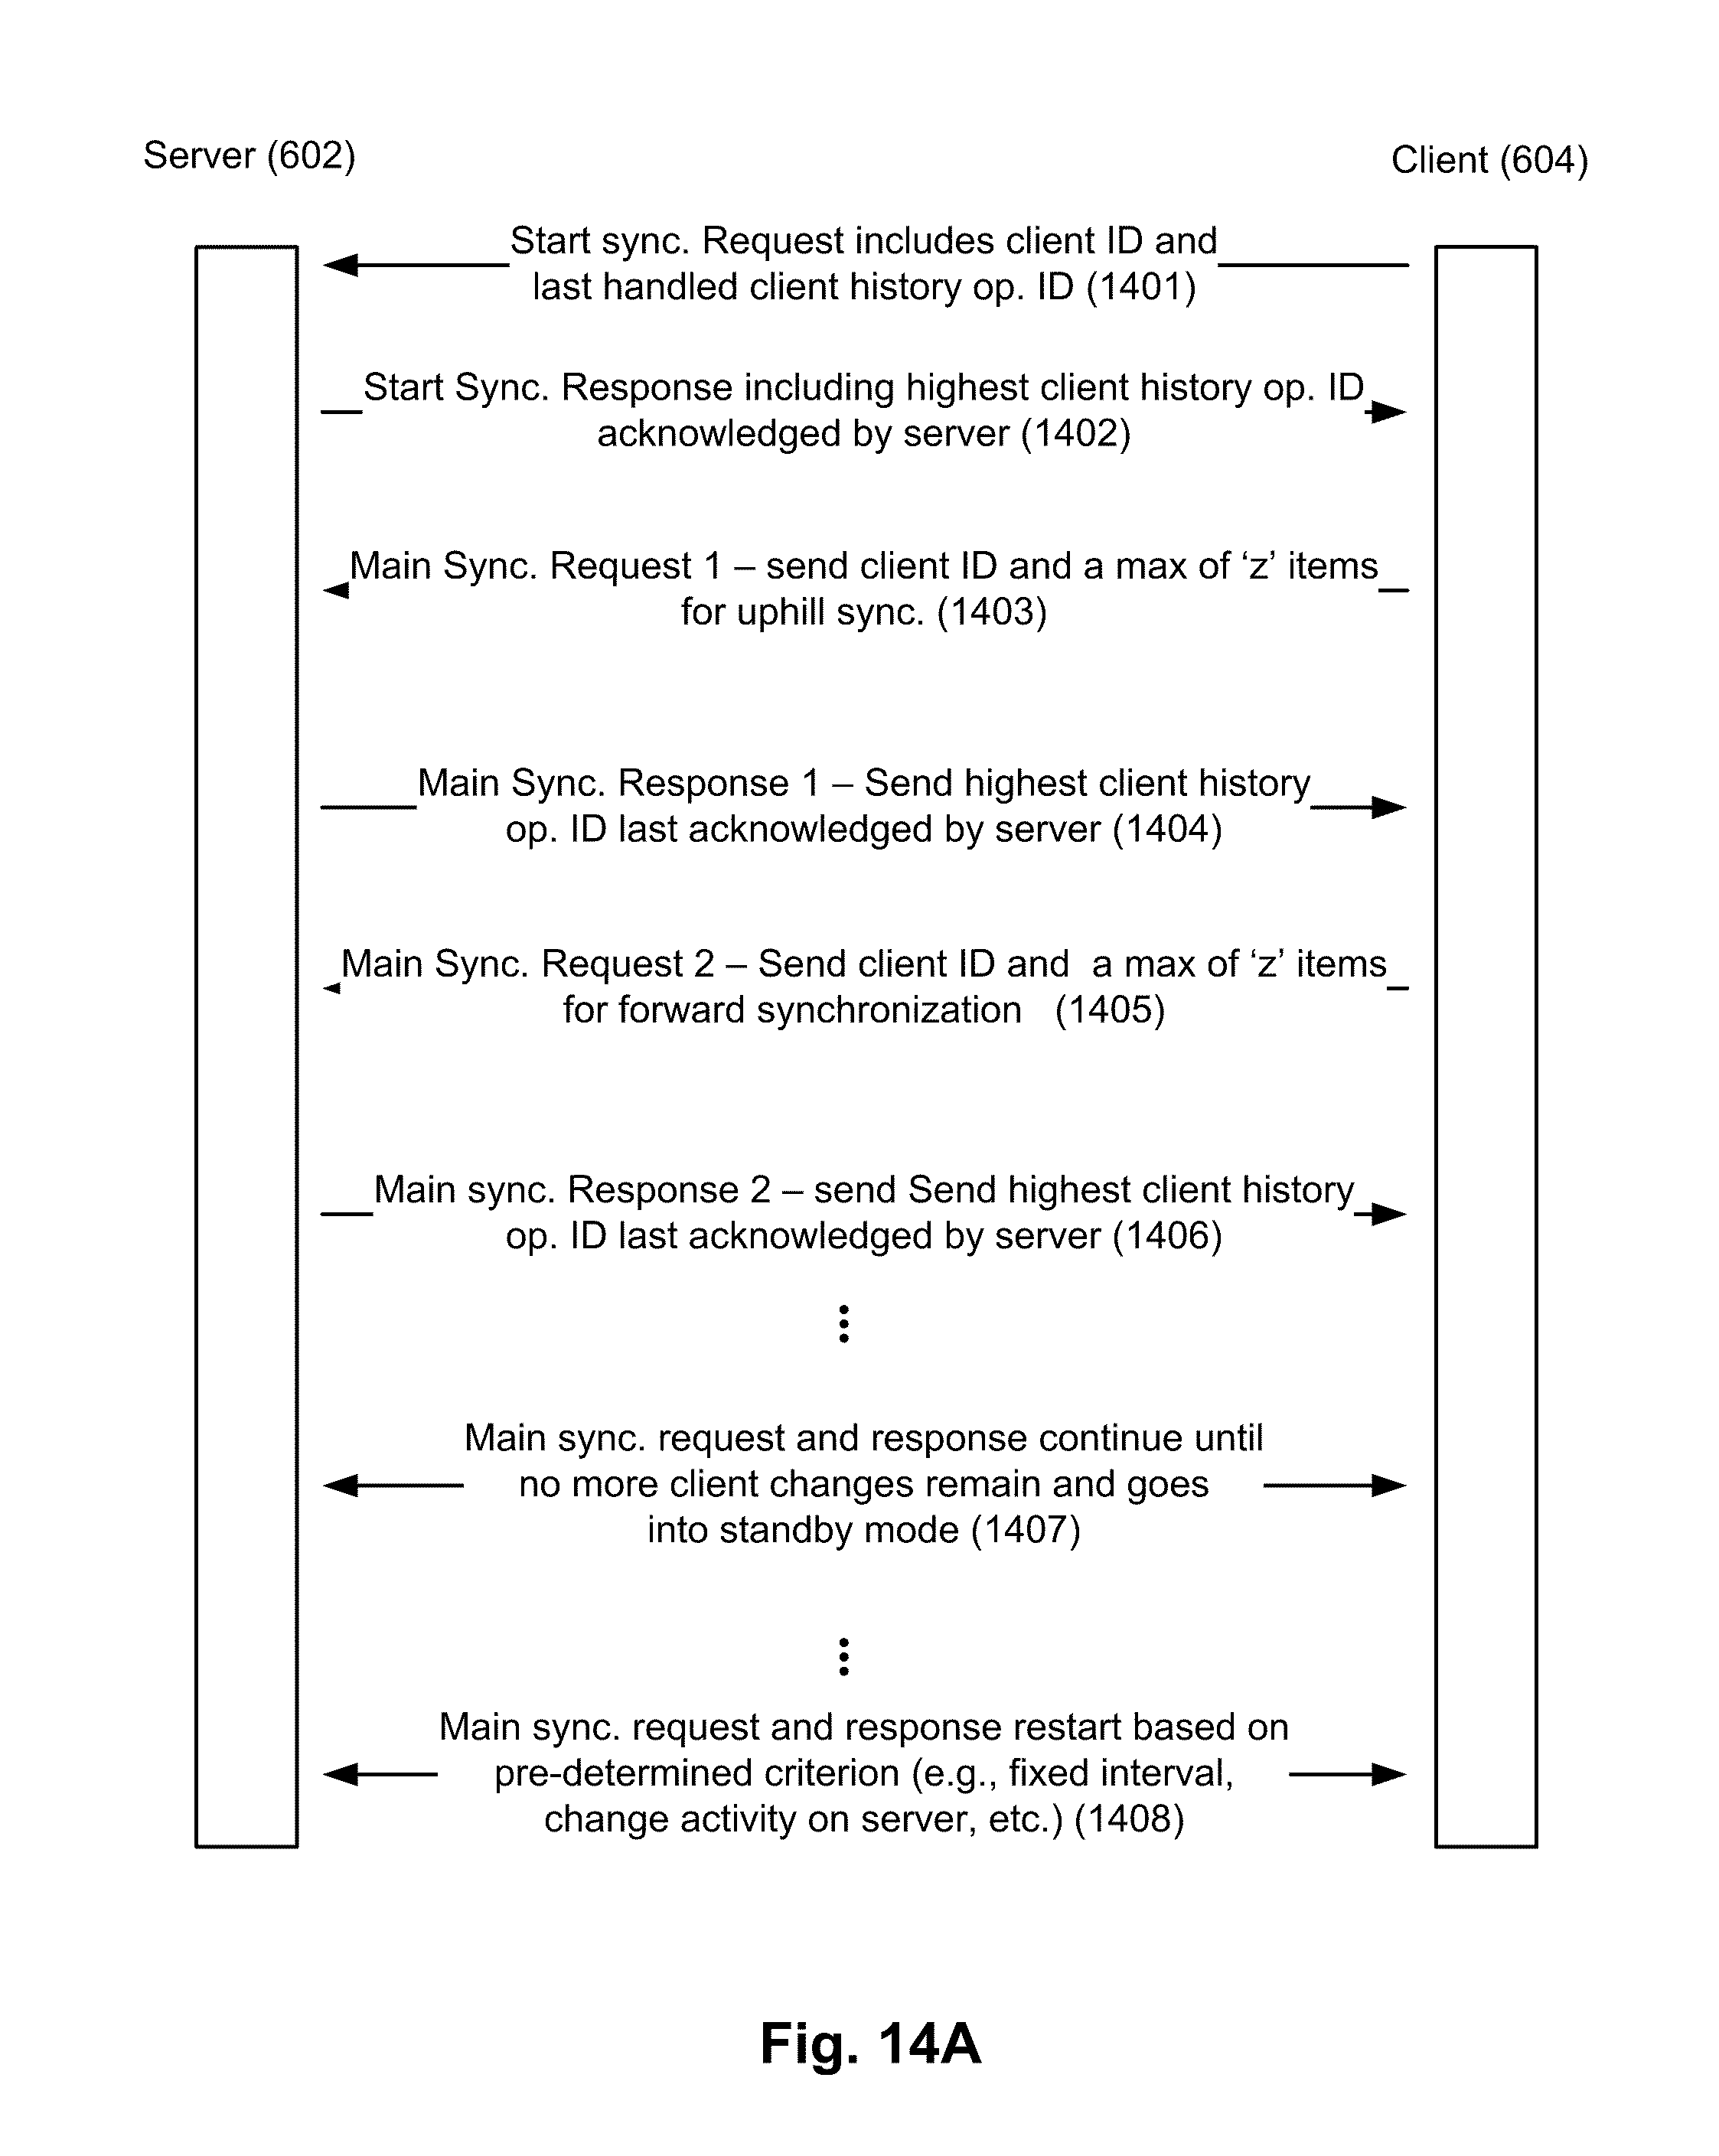 Server (602)
Client (604)
Start sync. Request includes client ID and
last handled client history op. ID (1401)
Start Sync. Response including highest client history op. ID
acknowledged by server (1402)
Main Sync. Request 1 – send client ID and a max of ‘z’ items
for uphill sync. (1403)
Main Sync. Response 1 – Send highest client history
op. ID last acknowledged by server (1404)
Main Sync. Request 2 – Send client ID and a max of ‘z’ items
for forward synchronization (1405)
Main sync. Response 2 – send Send highest client history
op. ID last acknowledged by server (1406)
Main sync. request and response continue until
no more client changes remain and goes
into standby mode (1407)
Main sync. request and response restart based on
pre-determined criterion (e.g., fixed interval,
change activity on server, etc.) (1408)
Fig. 14A